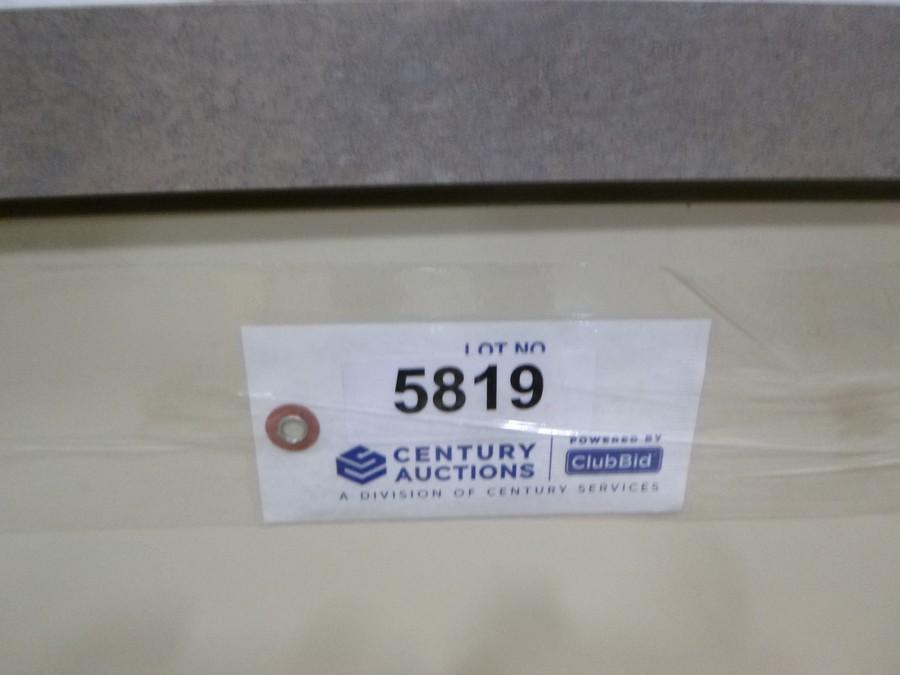 LOT NO
5819
CENTURY
AUCTIONS
POWERED BY
ClubBid
A DIVISION OF CENTURY SERVICES